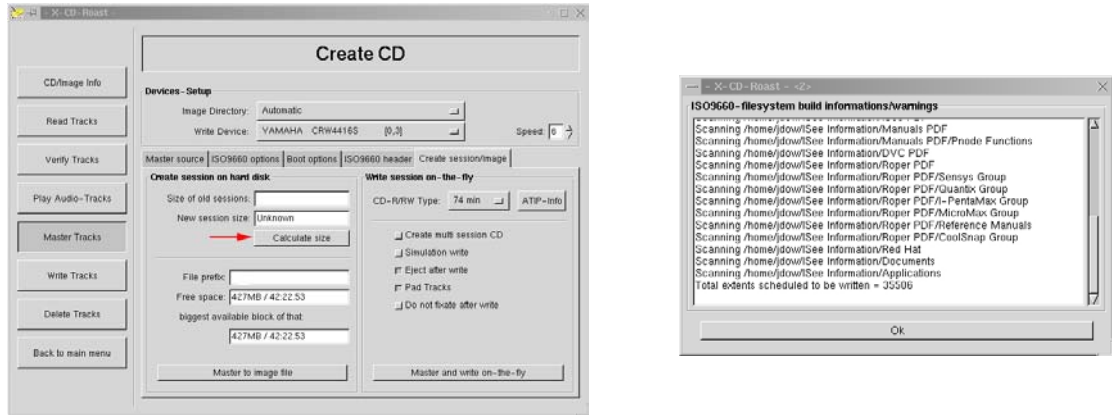 - X-CD-Roast -
Create CD
CD/Image Info
Read Tracks
Verify Tracks
Play Audio-Tracks
Master Tracks
Write Tracks
Delete Tracks
Back to main menu
Devices-Setup
Image Directory: Automatic
Write Device: YAMAHA CRW4416S [0,3] Speed: 6
Master source ISO9660 options Boot options ISO9660 header Create session/image
Create session on hard disk
Size of old sessions:
New session size: Unknown
Calculate size
File prefix:
Free space: 427MB / 42:22.53
biggest available block of that:
427MB / 42:22.53
Master to image file
Write session on-the-fly
CD-R/RW Type: 74 min ATIP-Info
Create multi session CD
Simulation write
Eject after write
Pad Tracks
Do not fixate after write
Master and write on-the-fly
- X-CD-Roast - <2>
ISO9660-filesystem build informations/warnings
Scanning /home/jdow/ISee Information/Manuals PDF
Scanning /home/jdow/ISee Information/Manuals PDF/Pnode Functions
Scanning /home/jdow/ISee Information/DVC PDF
Scanning /home/jdow/ISee Information/Roper PDF
Scanning /home/jdow/ISee Information/Roper PDF/Sensys Group
Scanning /home/jdow/ISee Information/Roper PDF/Quantix Group
Scanning /home/jdow/ISee Information/Roper PDF/I-PentaMax Group
Scanning /home/jdow/ISee Information/Roper PDF/MicroMax Group
Scanning /home/jdow/ISee Information/Roper PDF/Reference Manuals
Scanning /home/jdow/ISee Information/Roper PDF/CoolSnap Group
Scanning /home/jdow/ISee Information/Red Hat
Scanning /home/jdow/ISee Information/Documents
Scanning /home/jdow/ISee Information/Applications
Total extents scheduled to be written = 35506
Ok